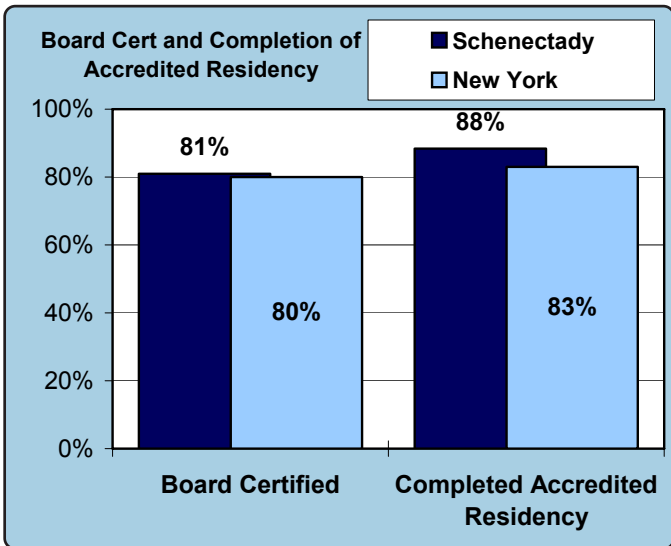 Board Cert and Completion of
Accredited Residency
Schenectady
New York
100%
80%
60%
40%
20%
0%
81%
80%
88%
83%
Board Certified
Completed Accredited
Residency